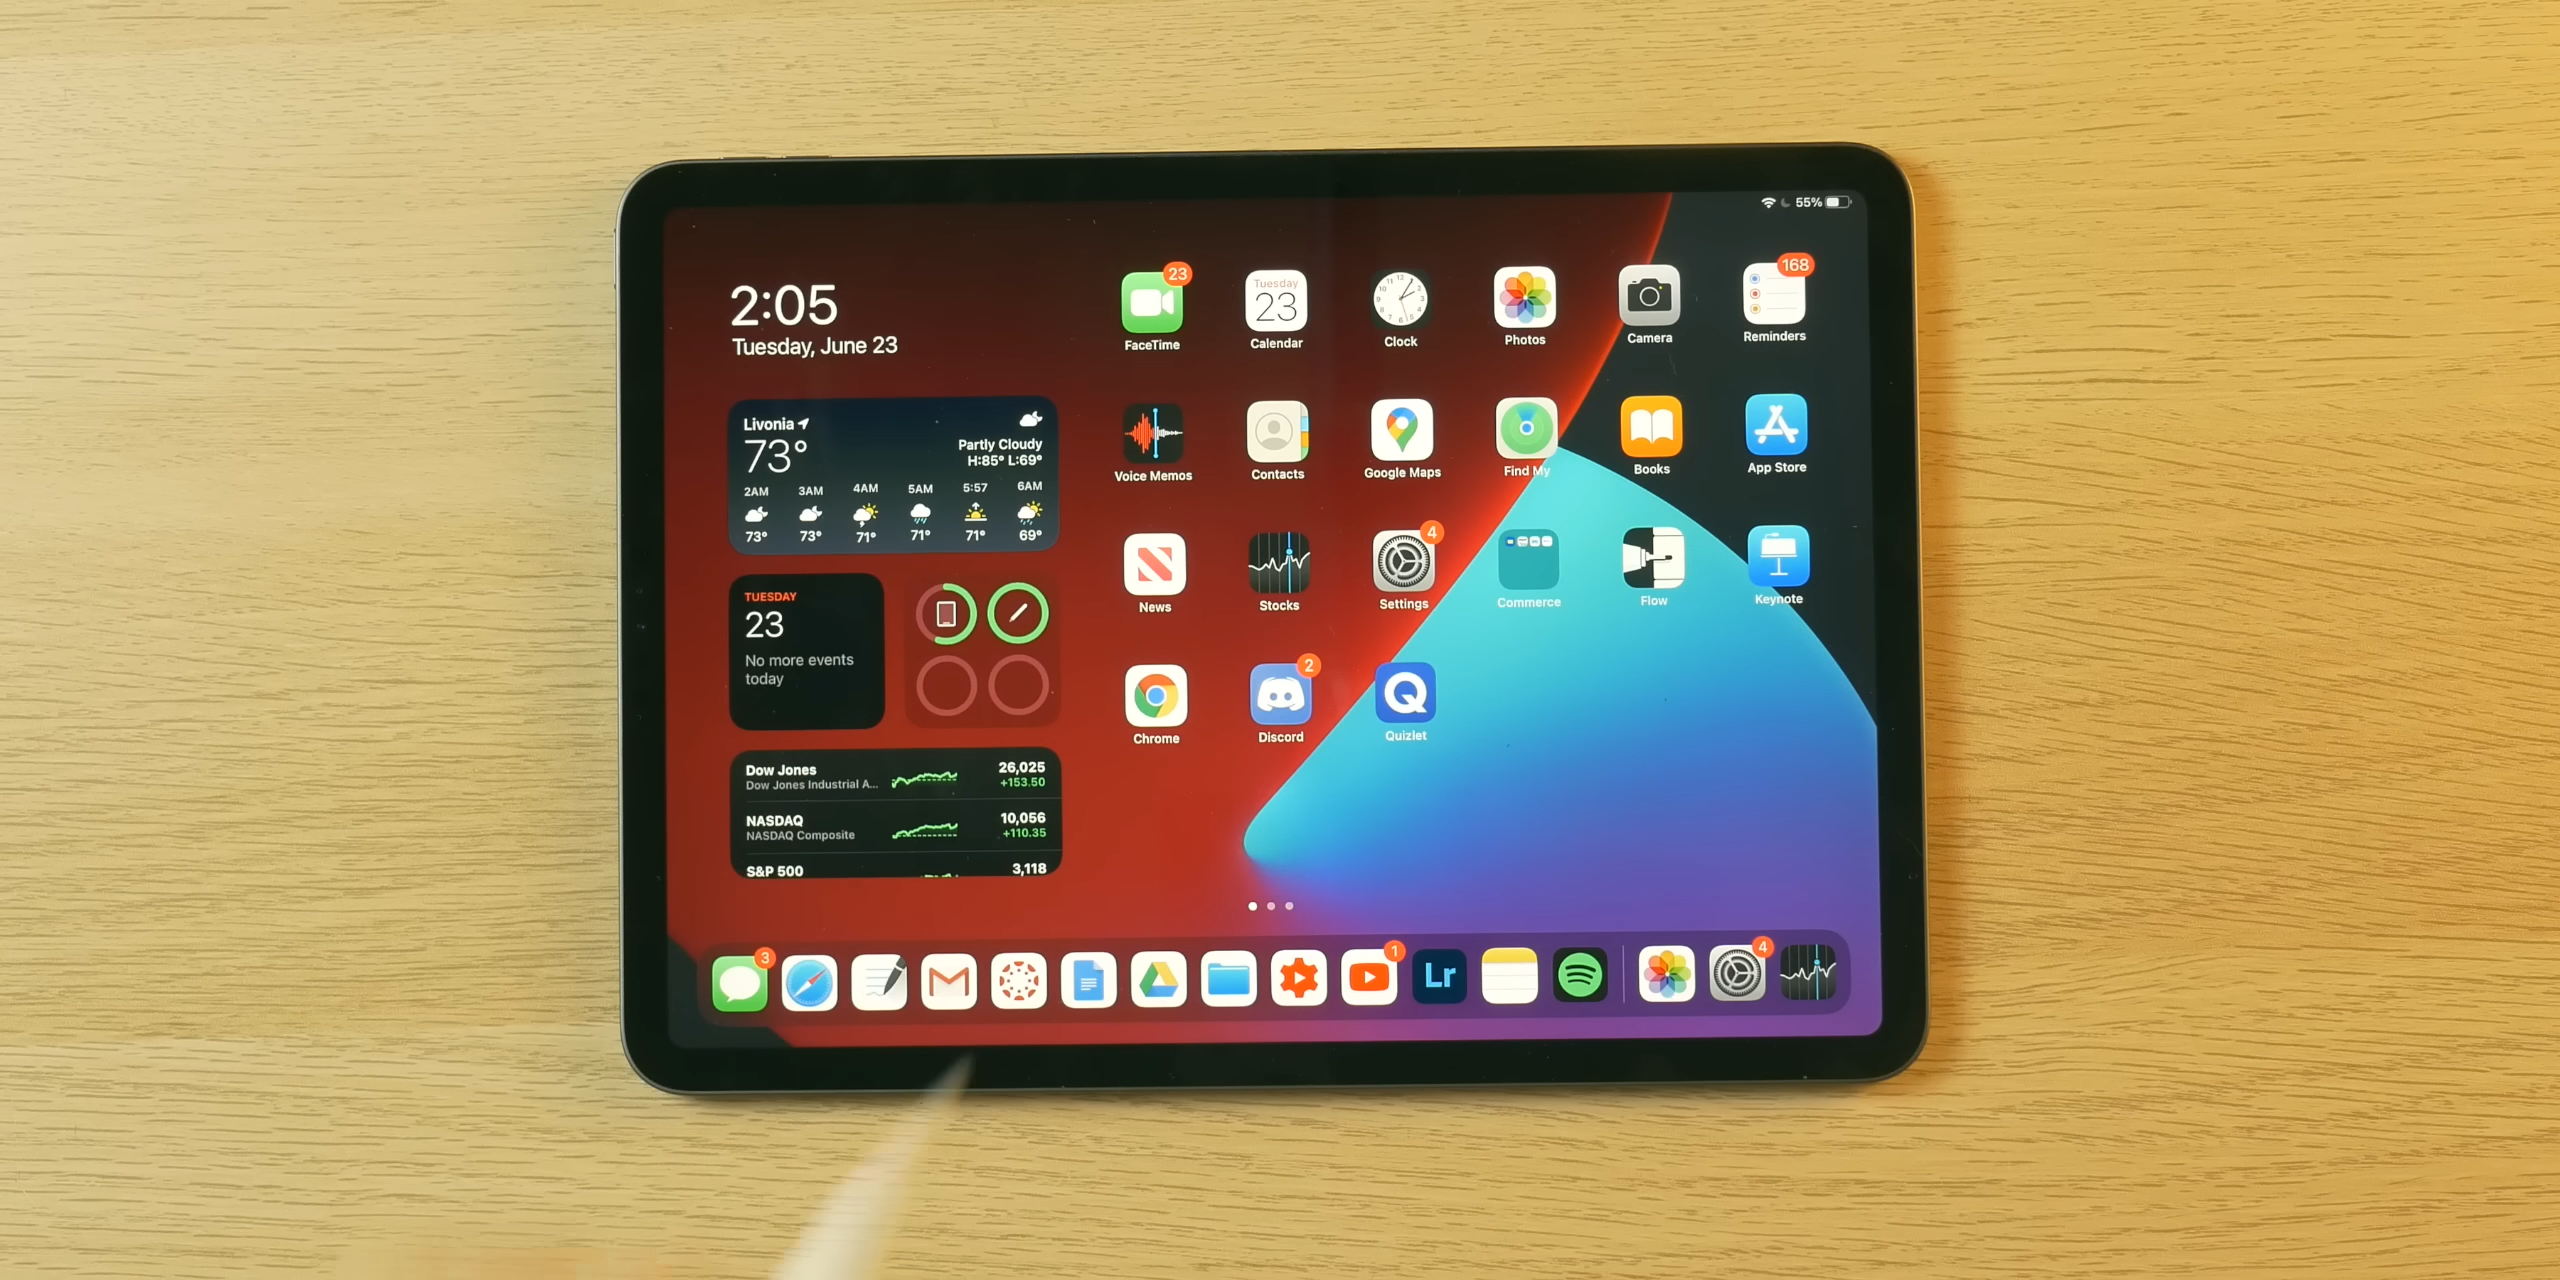 55%
2:05
Tuesday, June 23
Livonia
73°
Partly Cloudy
H:85° L:69°
2AM 3AM 4AM 5AM 5:57 6AM
73° 73° 71° 71° 71° 69°
TUESDAY
23
No more events
today
Dow Jones 26,025
Dow Jones Industrial A... +153.50
NASDAQ 10,056
NASDAQ Composite +110.35
S&P 500 3,118
23 Tuesday 168
23
FaceTime Calendar Clock Photos Camera Reminders
Voice Memos Contacts Google Maps Find My Books App Store
4
News Stocks Settings Commerce Flow Keynote
2
Chrome Discord Quizlet
3 1 Lr 4